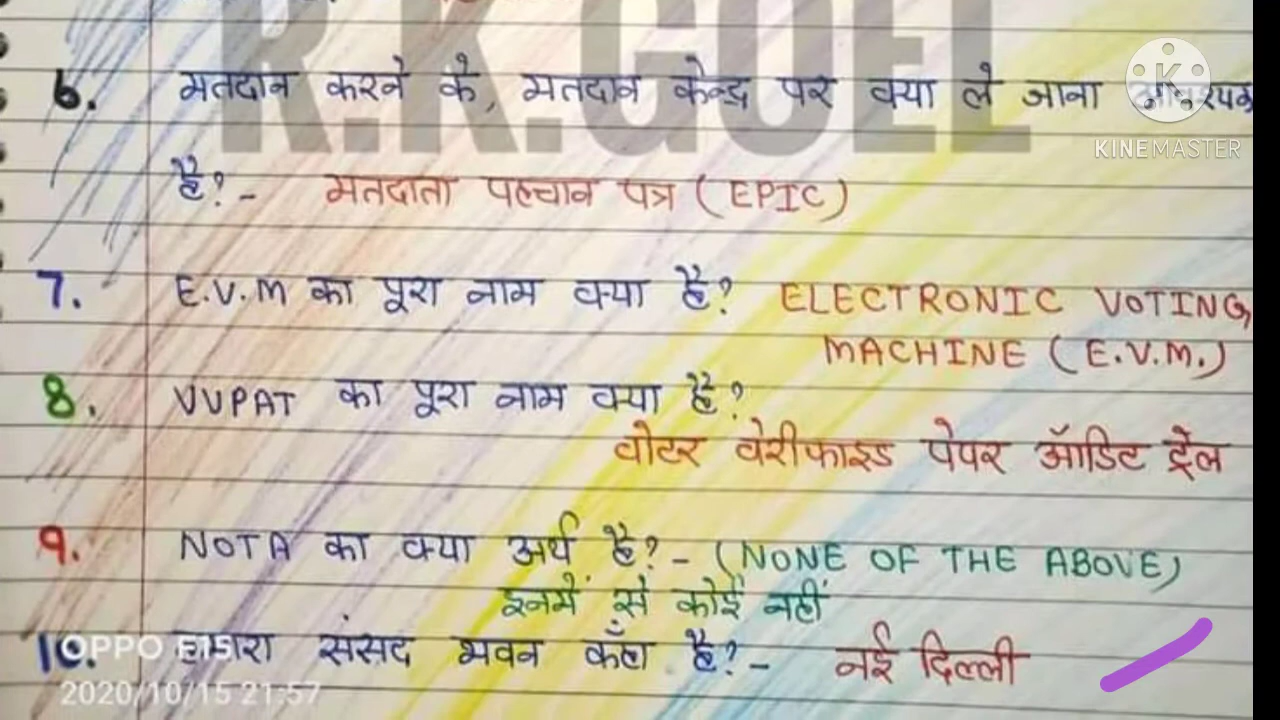 R.K.GOEL
6. मतदान करने के, मतदान केन्द्र पर क्या ले जाना
KINEMASTER
है?- मतदाता पहचान पत्र (EPIC)
7. E.V.M का पूरा नाम क्या है? ELECTRONIC VOTING
MACHINE (E.V.M.)
8. VVPAT का पूरा नाम क्या है?
वोटर वेरीफाइड पेपर ऑडिट ट्रेल
9. NOTA का क्या अर्थ है?- (NONE OF THE ABOVE)
इनमें से कोई नहीं
10. हमारा संसद भवन कहाँ है?- नई दिल्ली
OPPO F15
2020/10/15 21:57